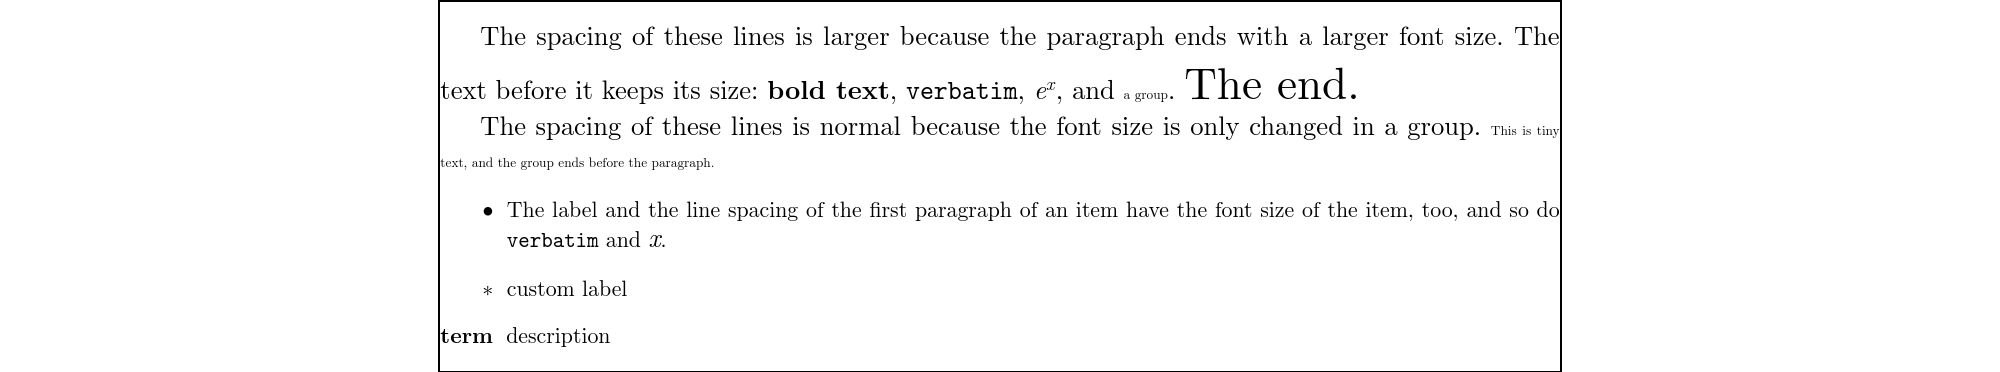 The spacing of these lines is larger because the paragraph ends with a larger font size. The
text before it keeps its size: bold text, verbatim, e^x, and a group. The end.
The spacing of these lines is normal because the font size is only changed in a group. This is tiny
text, and the group ends before the paragraph.
• The label and the line spacing of the first paragraph of an item have the font size of the item, too, and so do
verbatim and x.
* custom label
term description